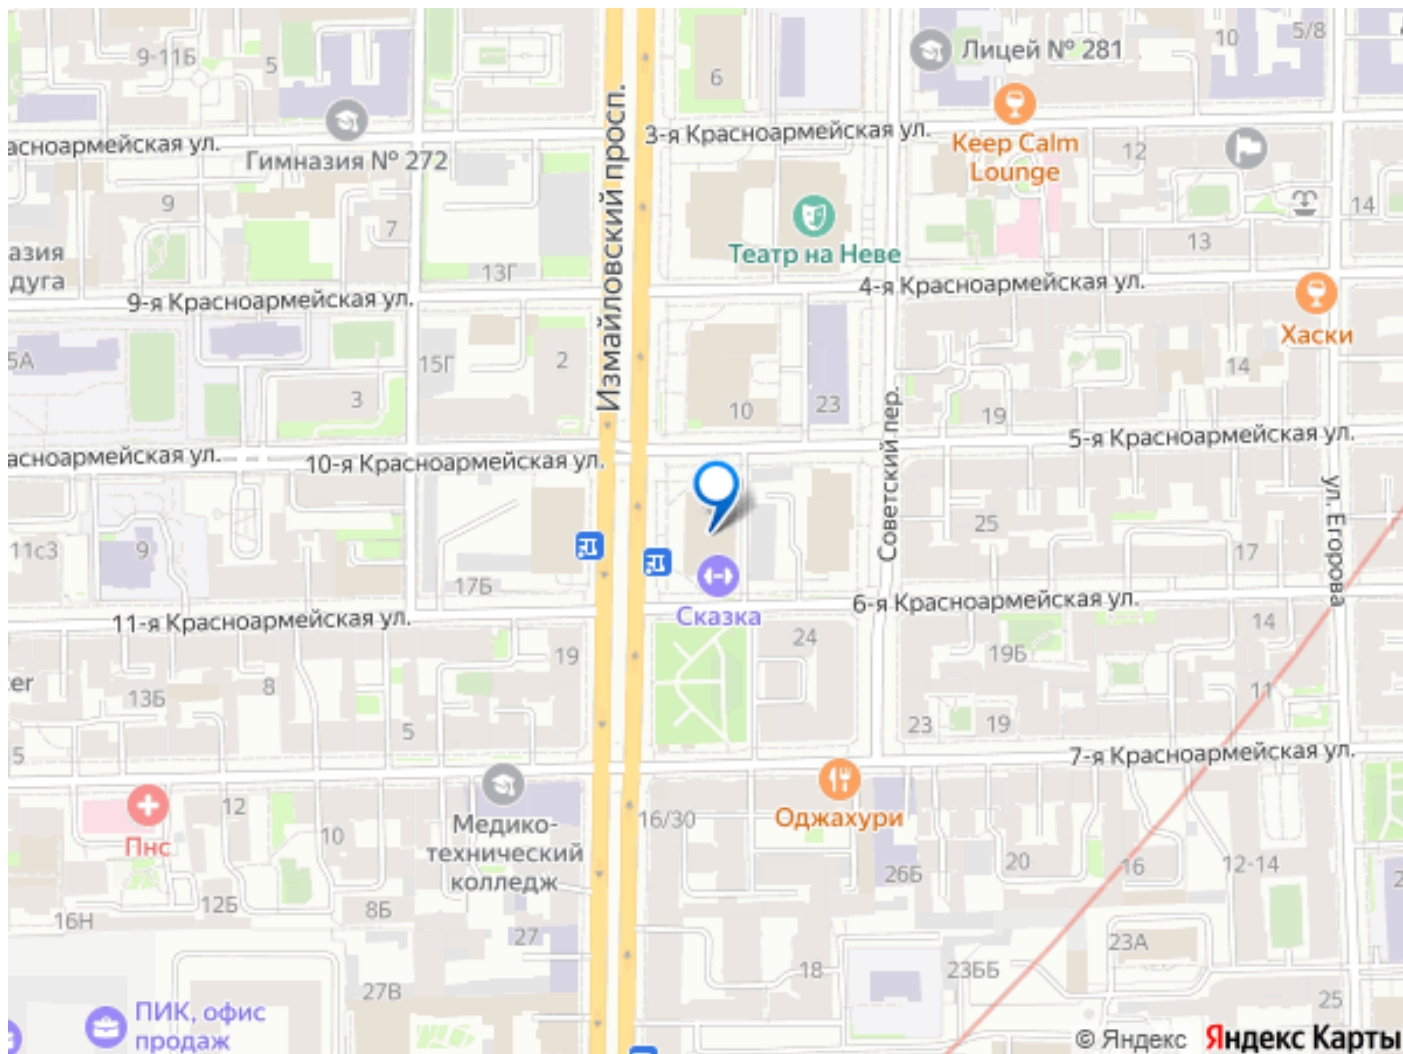 9-11Б
5
6
10
5/8
Лицей № 281
Измайловский просп.
3-я Красноармейская ул.
асноармейская ул.
Гимназия № 272
Keep Calm
Lounge
12
9
7
14
Театр на Неве
13
азия
дуга
13Г
9-я Красноармейская ул.
4-я Красноармейская ул.
Хаски
5А
15Г
2
14
3
10
23
19
Советский пер.
5-я Красноармейская ул.
асноармейская ул.
10-я Красноармейская ул.
ул. Егорова
25
11с3
9
17
17Б
Сказка
6-я Красноармейская ул.
11-я Красноармейская ул.
14
24
19
19Б
er
13Б
8
11
5
5
23
19
7-я Красноармейская ул.
12
10
16/30
Оджахури
Пнс
Медико-
технический
колледж
20
16
12-14
26Б
12Б
8Б
16Н
27
23А
18
23ББ
27В
25
ПИК, офис
продаж
© Яндекс Яндекс Карты